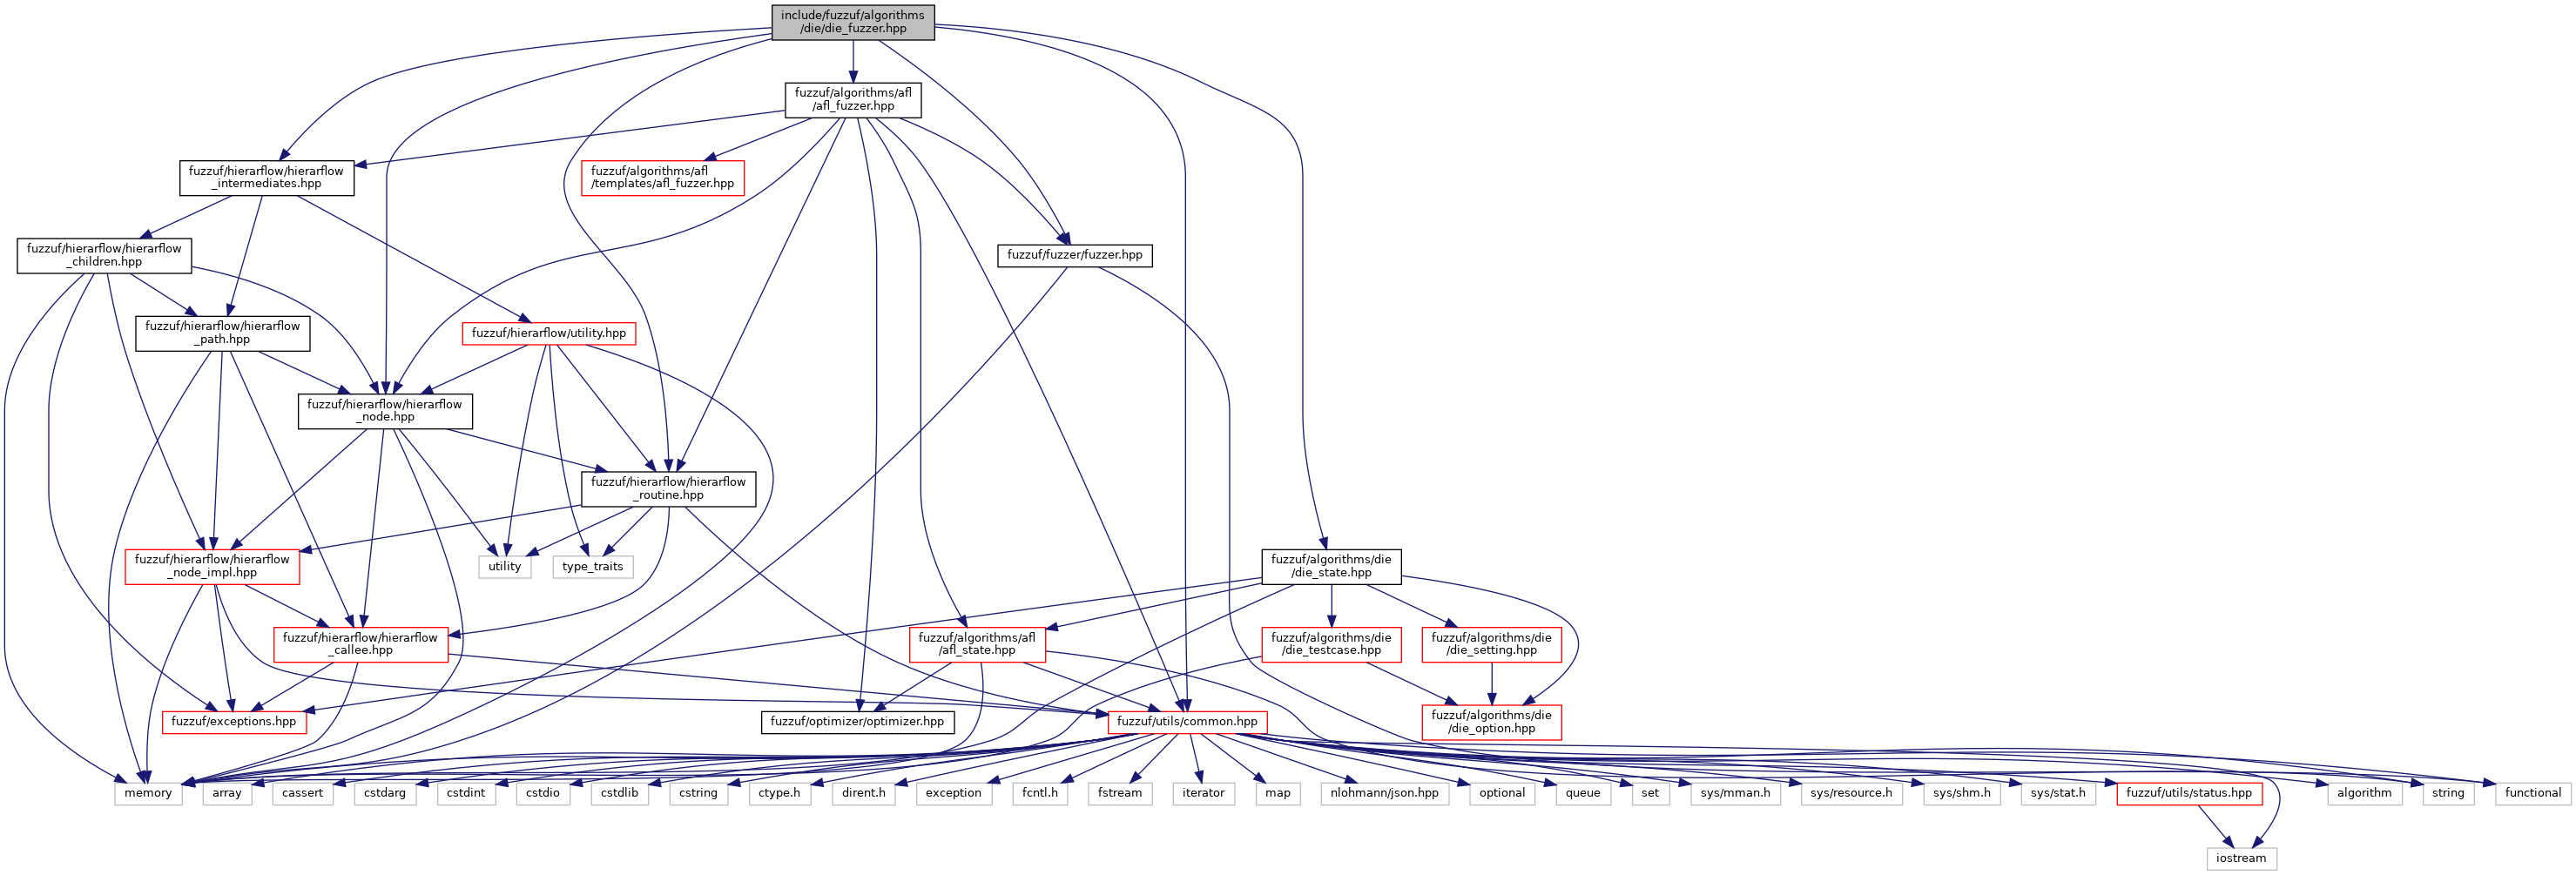 include/fuzzuf/algorithms
/die/die_fuzzer.hpp
fuzzuf/algorithms/afl
/afl_fuzzer.hpp
fuzzuf/hierarflow/hierarflow
_intermediates.hpp
fuzzuf/algorithms/afl
/templates/afl_fuzzer.hpp
fuzzuf/hierarflow/hierarflow
_children.hpp
fuzzuf/fuzzer/fuzzer.hpp
fuzzuf/hierarflow/hierarflow
_path.hpp
fuzzuf/hierarflow/utility.hpp
fuzzuf/hierarflow/hierarflow
_node.hpp
fuzzuf/hierarflow/hierarflow
_routine.hpp
fuzzuf/hierarflow/hierarflow
_node_impl.hpp
utility
type_traits
fuzzuf/algorithms/die
/die_state.hpp
fuzzuf/hierarflow/hierarflow
_callee.hpp
fuzzuf/algorithms/afl
/afl_state.hpp
fuzzuf/algorithms/die
/die_testcase.hpp
fuzzuf/algorithms/die
/die_setting.hpp
fuzzuf/exceptions.hpp
fuzzuf/optimizer/optimizer.hpp
fuzzuf/utils/common.hpp
fuzzuf/algorithms/die
/die_option.hpp
memory
array
cassert
cstdarg
cstdint
cstdio
cstdlib
cstring
ctype.h
dirent.h
exception
fcntl.h
fstream
iterator
map
nlohmann/json.hpp
optional
queue
set
sys/mman.h
sys/resource.h
sys/shm.h
sys/stat.h
fuzzuf/utils/status.hpp
algorithm
string
functional
iostream